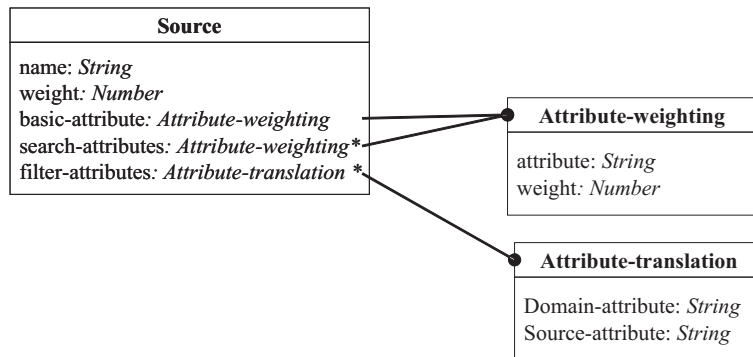 Source
name: String
weight: Number
basic-attribute: Attribute-weighting
search-attributes: Attribute-weighting*
filter-attributes: Attribute-translation *
Attribute-weighting
attribute: String
weight: Number
Attribute-translation
Domain-attribute: String
Source-attribute: String